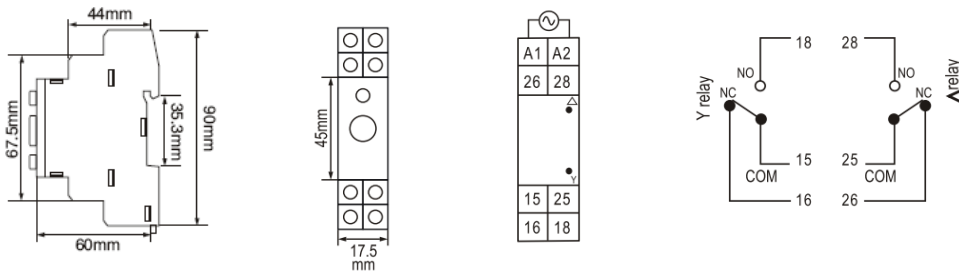 44mm
67.5mm
35.3mm
90mm
60mm
45mm
17.5
mm
A1 A2
26 28
△
Y
15 25
16 18
18 28
NO NO
NC NC
Y relay
△relay
15 25
COM COM
16 26